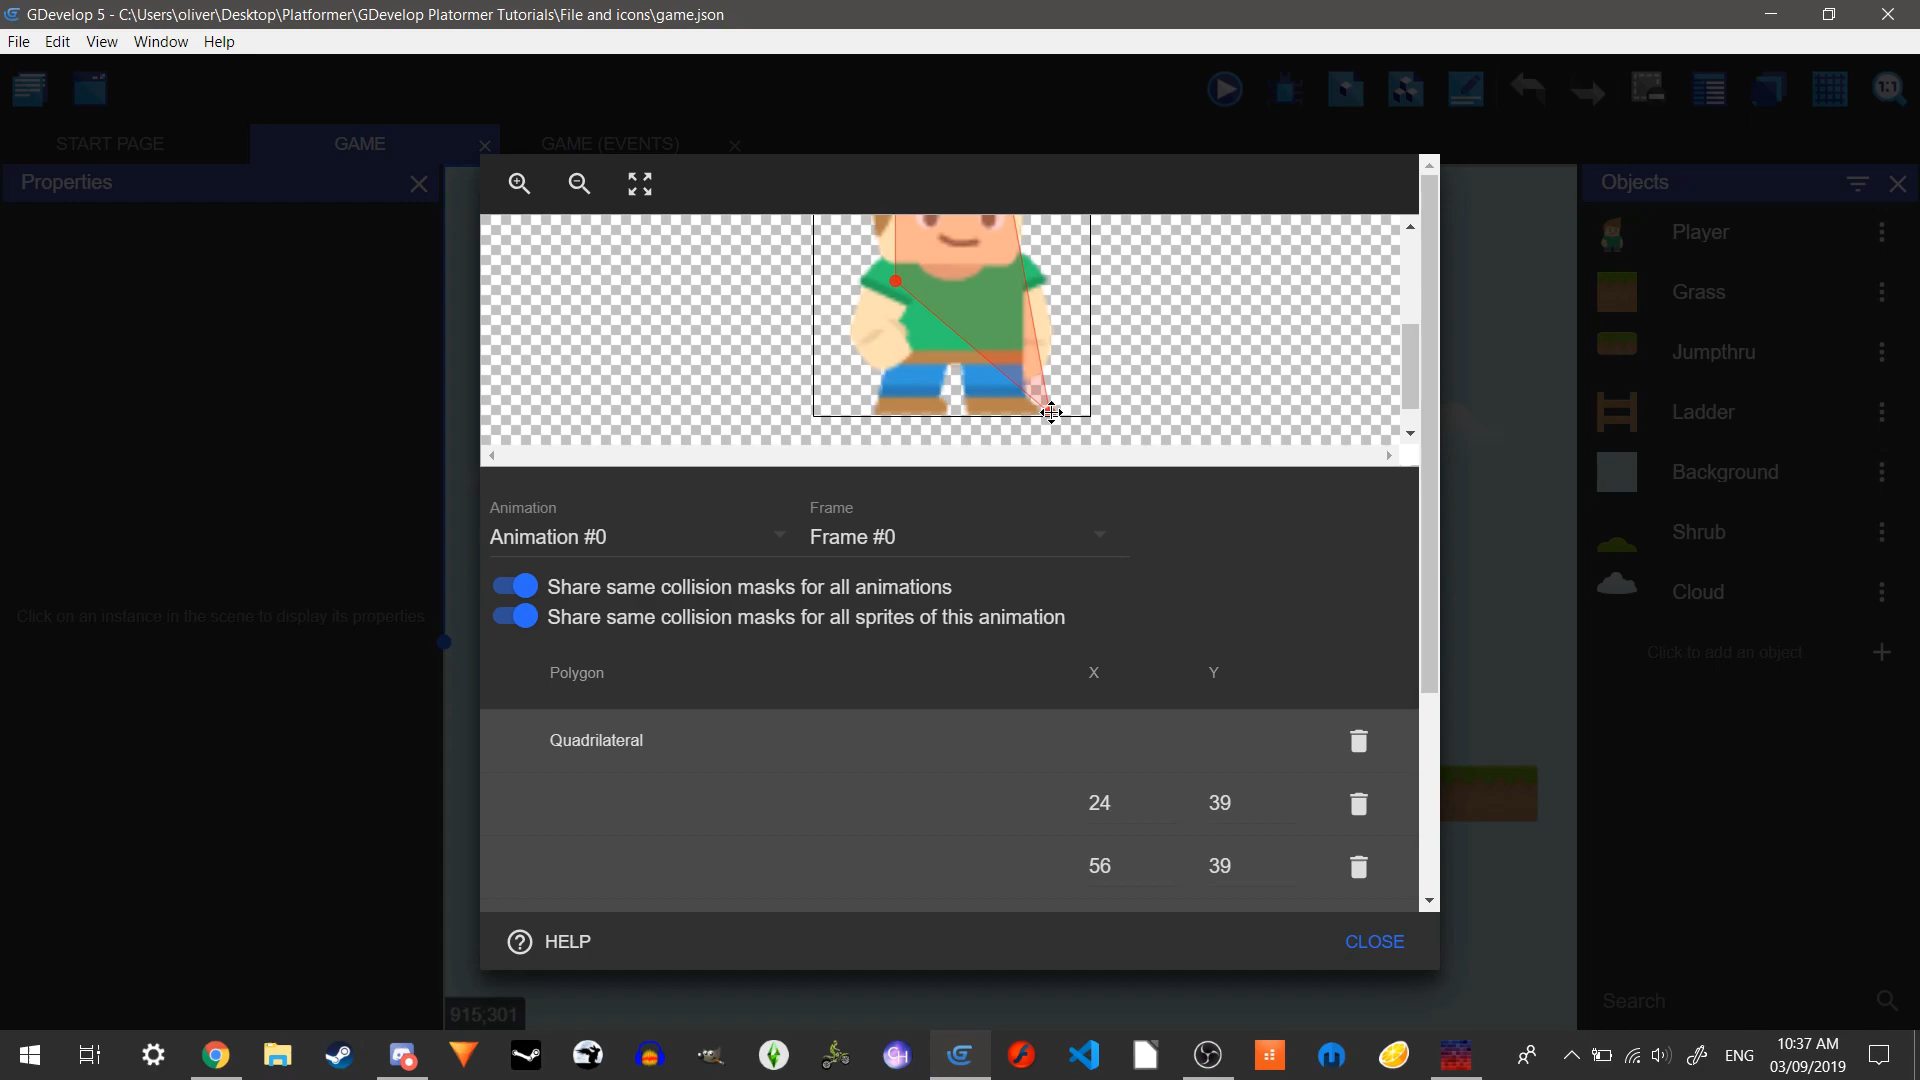 GDevelop 5 - C:\Users\oliver\Desktop\Platformer\GDevelop Platormer Tutorials\File and icons\game.json
File Edit View Window Help
1:1
START PAGE
GAME
GAME (EVENTS)
Properties
Objects
Player
Grass
Jumpthru
Ladder
Background
Shrub
Cloud
Click to add an object
Search
Click on an instance in the scene to display its properties
Animation
Animation #0
Frame
Frame #0
Share same collision masks for all animations
Share same collision masks for all sprites of this animation
Polygon X Y
Quadrilateral
24 39
56 39
HELP
CLOSE
915;301
CH
ENG
10:37 AM
03/09/2019